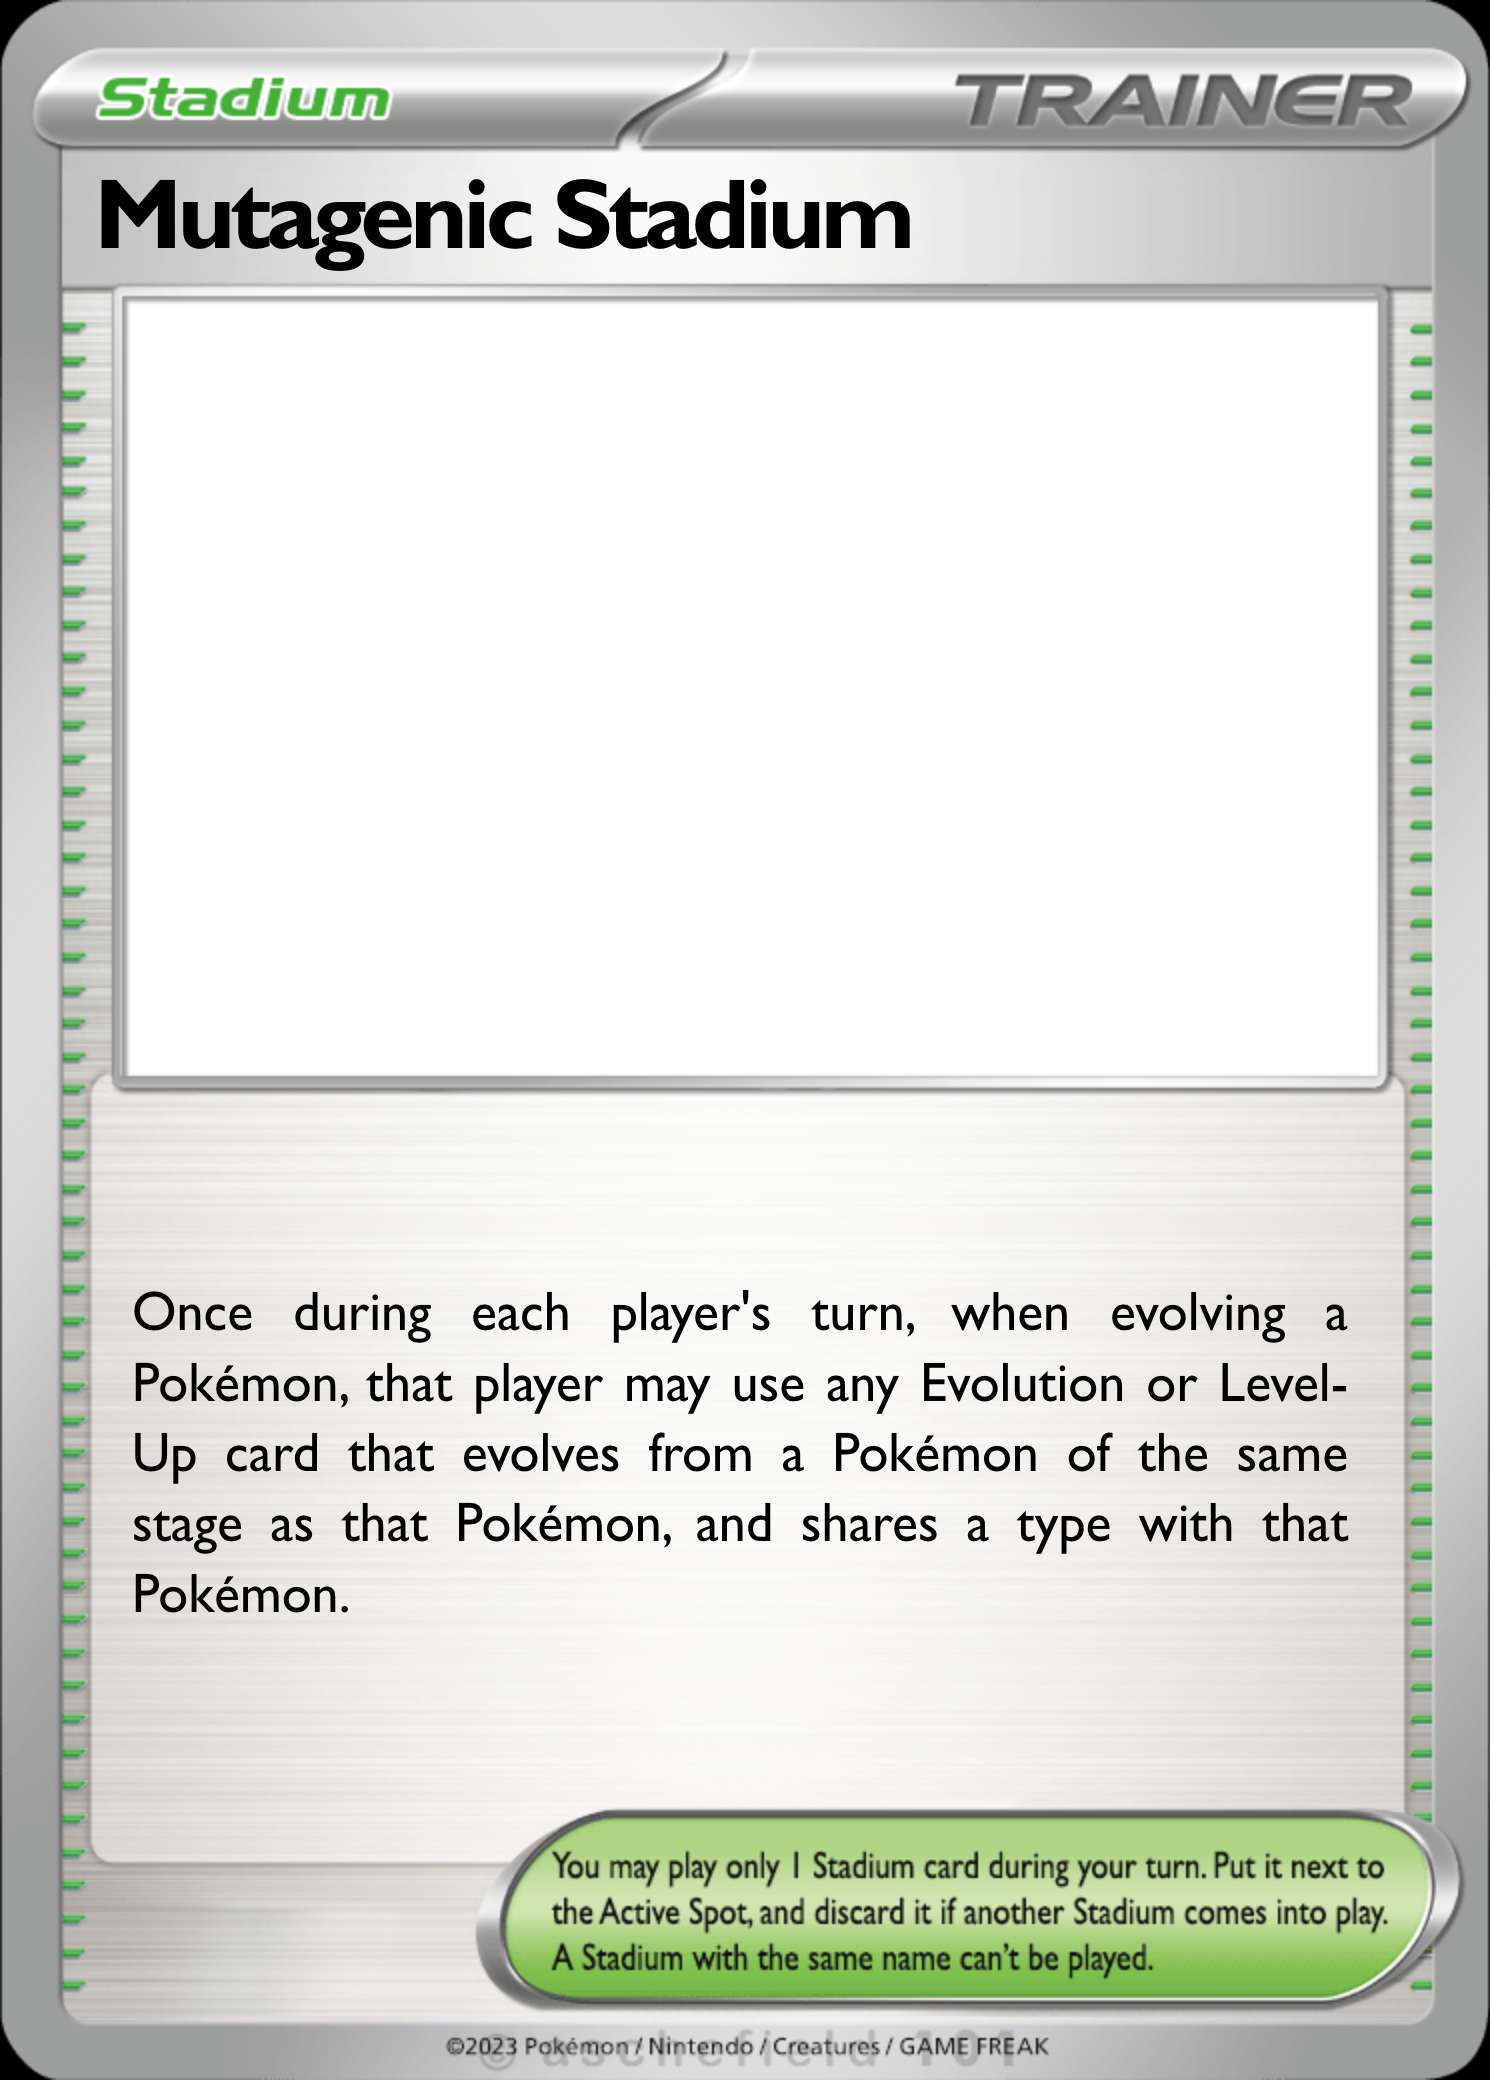 Stadium
TRAINER
Mutagenic Stadium
Once during each player's turn, when evolving a
Pokémon, that player may use any Evolution or Level-
Up card that evolves from a Pokémon of the same
stage as that Pokémon, and shares a type with that
Pokémon.
You may play only 1 Stadium card during your turn. Put it next to
the Active Spot, and discard it if another Stadium comes into play.
A Stadium with the same name can't be played.
©2023 Pokémon / Nintendo / Creatures / GAME FREAK
© aschefield 101